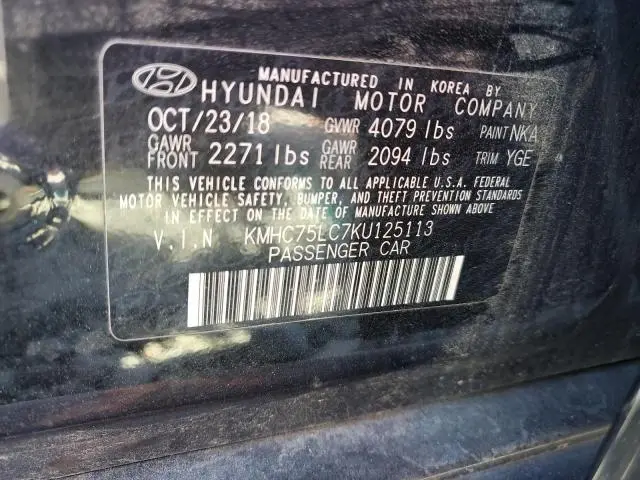 MANUFACTURED IN KOREA BY
HYUNDAI MOTOR COMPANY
OCT/23/18 GVWR 4079 lbs PAINT NKA
GAWR FRONT 2271 lbs GAWR REAR 2094 lbs TRIM YGE
THIS VEHICLE CONFORMS TO ALL APPLICABLE U.S.A. FEDERAL
MOTOR VEHICLE SAFETY, BUMPER, AND THEFT PREVENTION STANDARDS
IN EFFECT ON THE DATE OF MANUFACTURE SHOWN ABOVE
V.I.N KMHC75LC7KU125113
PASSENGER CAR